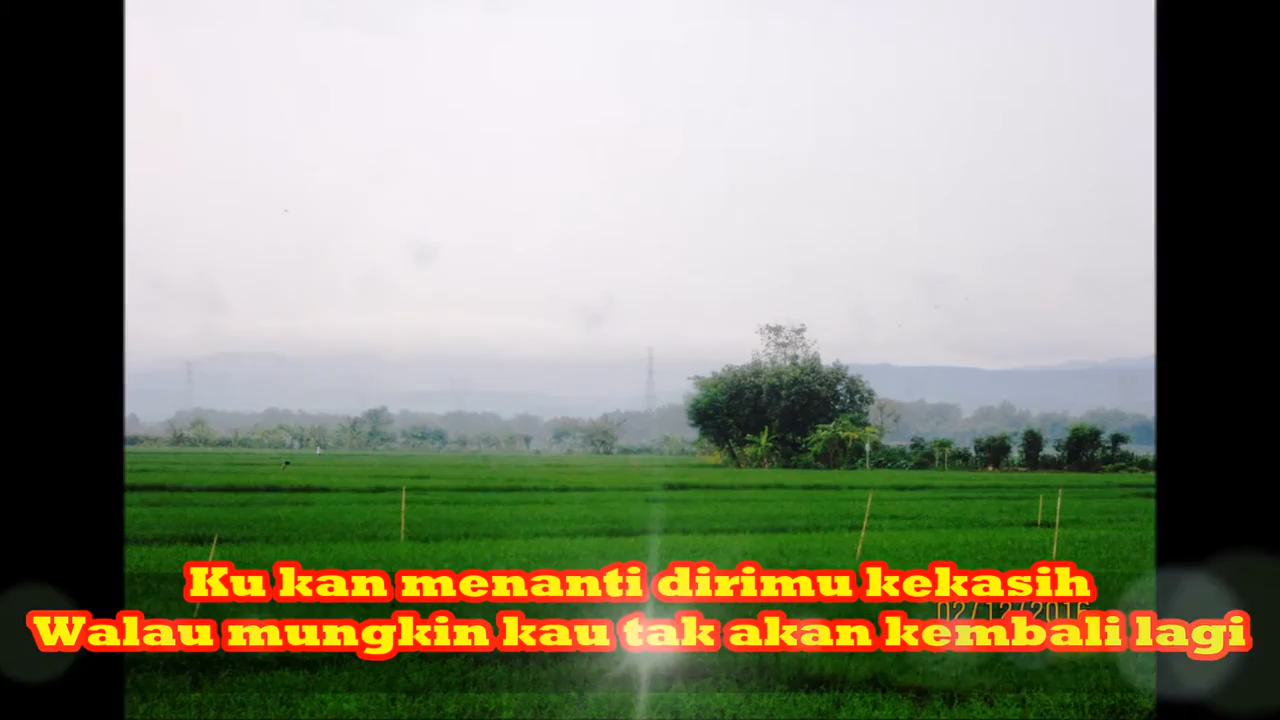 Ku kan menanti dirimu kekasih
02/12/2016
Walau mungkin kau tak akan kembali lagi